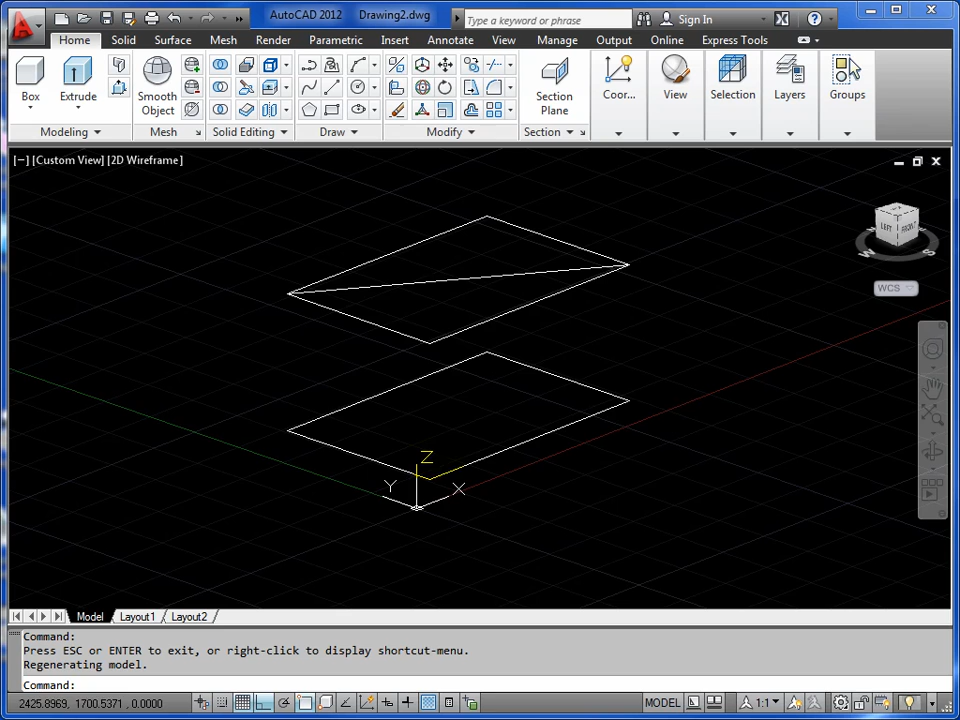 AutoCAD 2012 Drawing2.dwg
Type a keyword or phrase
Sign In
Home Solid Surface Mesh Render Parametric Insert Annotate View Manage Output Online Express Tools
Box
Extrude
Smooth
Object
Section
Plane
Coor...
View
Selection
Layers
Groups
Modeling
Mesh
Solid Editing
Draw
Modify
Section
[−] [Custom View] [2D Wireframe]
LEFT
FRONT
W
S
WCS
Z
Y
X
Model Layout1 Layout2
Command:
Press ESC or ENTER to exit, or right-click to display shortcut-menu.
Regenerating model.
Command:
2425.8969, 1700.5371, 0.0000
MODEL
1:1